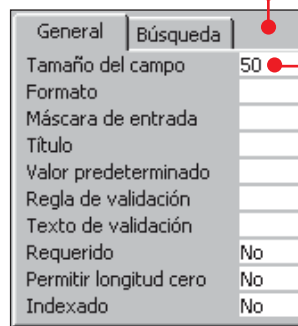 General Búsqueda
Tamaño del campo 50
Formato
Máscara de entrada
Título
Valor predeterminado
Regla de validación
Texto de validación
Requerido No
Permitir longitud cero No
Indexado No